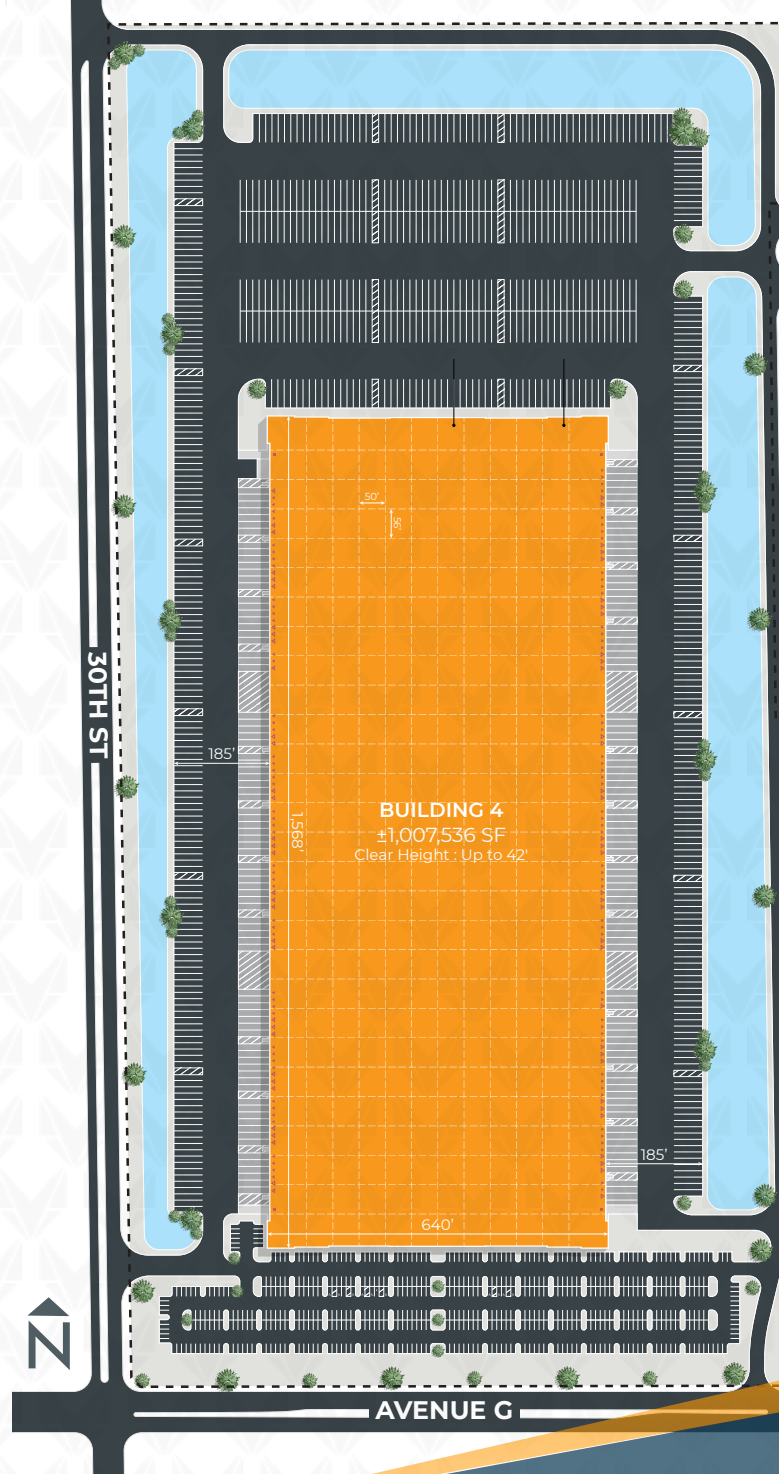 50'
56'
30TH ST
185'
1,568'
BUILDING 4
±1,007,536 SF
Clear Height : Up to 42'
185'
640'
N
AVENUE G